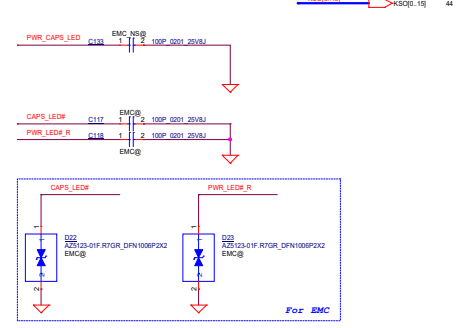 KSO[0..15] 44
EMC_NS@
PWR_CAPS_LED C133 1 2 100P_0201_25V8J
EMC@
CAPS_LED# C117 1 2 100P_0201_25V8J
PWR_LED#_R C118 1 2 100P_0201_25V8J
EMC@
CAPS_LED# PWR_LED#_R
1 1
D22 D23
AZ5123-01F.R7GR_DFN1006P2X2 AZ5123-01F.R7GR_DFN1006P2X2
EMC@ EMC@
2 2
For EMC